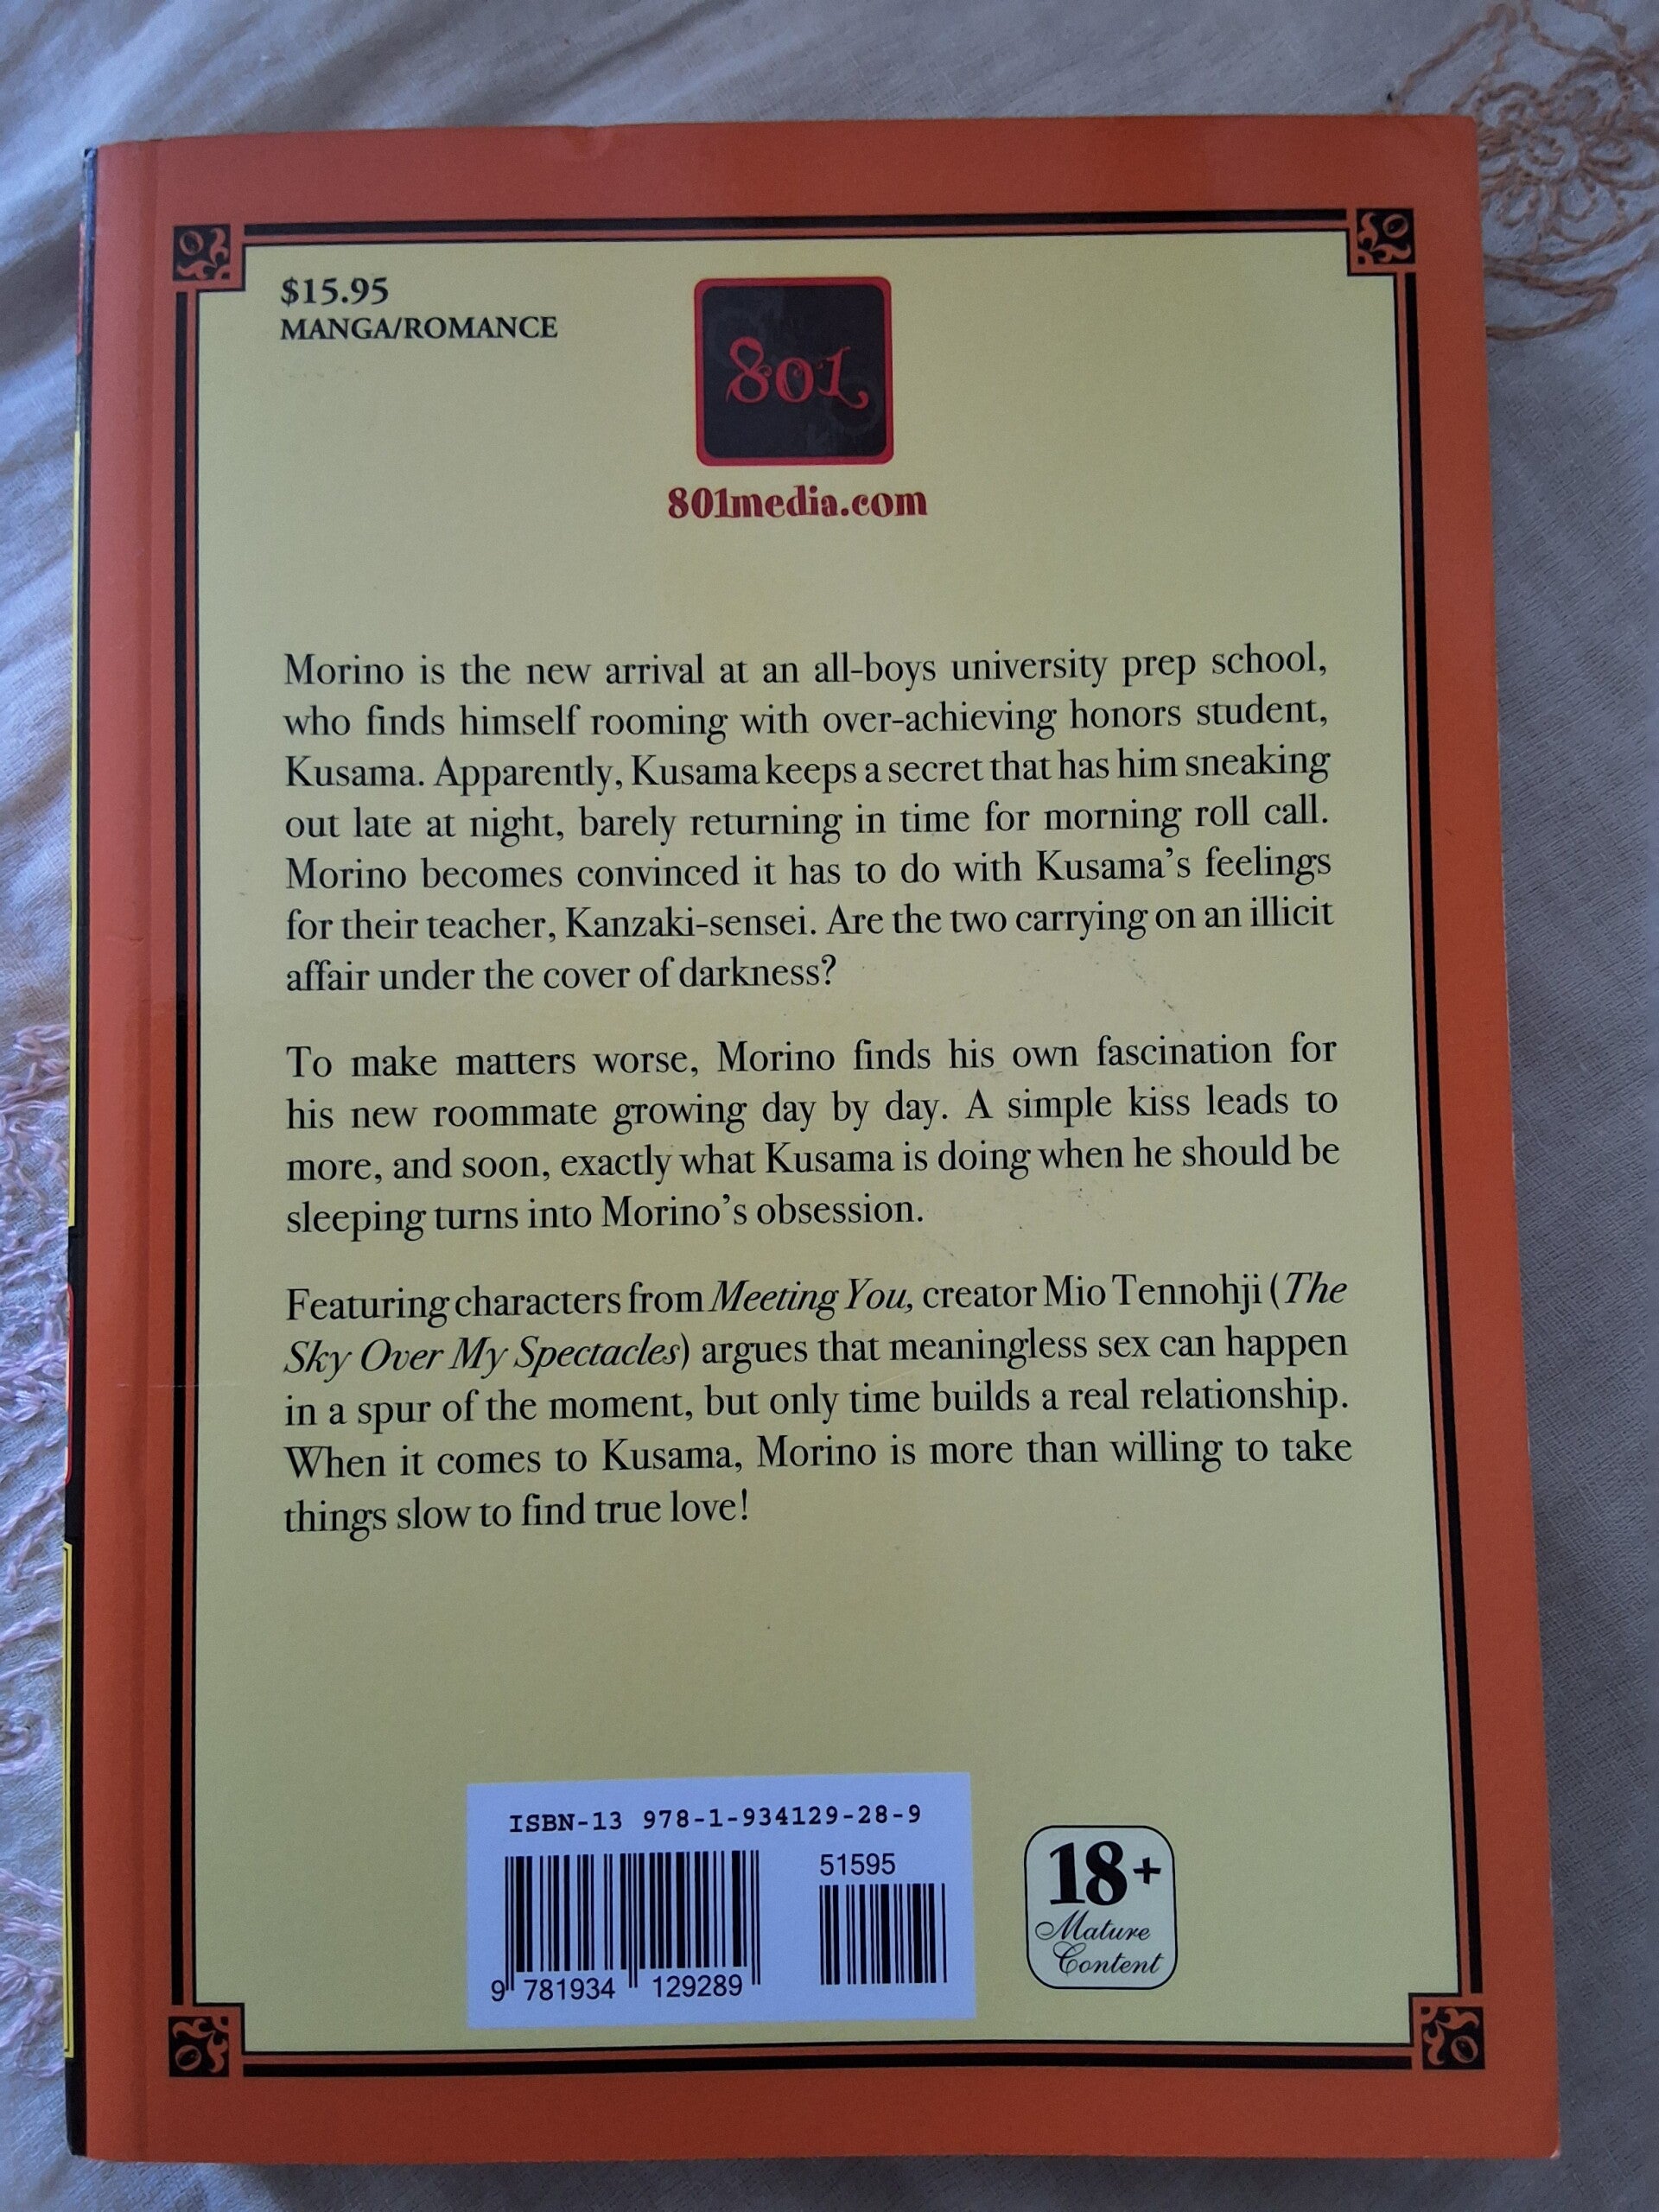 $15.95
MANGA/ROMANCE
801
801media.com
Morino is the new arrival at an all-boys university prep school,
who finds himself rooming with over-achieving honors student,
Kusama. Apparently, Kusama keeps a secret that has him sneaking
out late at night, barely returning in time for morning roll call.
Morino becomes convinced it has to do with Kusama’s feelings
for their teacher, Kanzaki-sensei. Are the two carrying on an illicit
affair under the cover of darkness?
To make matters worse, Morino finds his own fascination for
his new roommate growing day by day. A simple kiss leads to
more, and soon, exactly what Kusama is doing when he should be
sleeping turns into Morino’s obsession.
Featuring characters from Meeting You, creator Mio Tennohji (The
Sky Over My Spectacles) argues that meaningless sex can happen
in a spur of the moment, but only time builds a real relationship.
When it comes to Kusama, Morino is more than willing to take
things slow to find true love!
ISBN-13 978-1-934129-28-9
51595
9 781934 129289
18+
Mature
Content